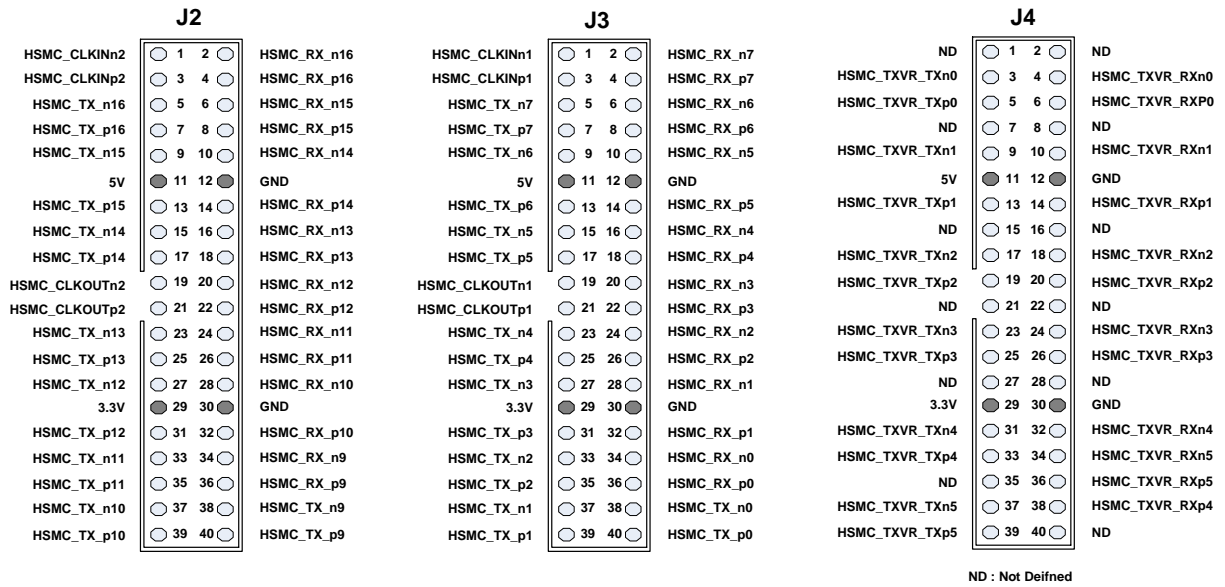 J2
HSMC_CLKINn2 1 2 HSMC_RX_n16
HSMC_CLKINp2 3 4 HSMC_RX_p16
HSMC_TX_n16 5 6 HSMC_RX_n15
HSMC_TX_p16 7 8 HSMC_RX_p15
HSMC_TX_n15 9 10 HSMC_RX_n14
5V 11 12 GND
HSMC_TX_p15 13 14 HSMC_RX_p14
HSMC_TX_n14 15 16 HSMC_RX_n13
HSMC_TX_p14 17 18 HSMC_RX_p13
HSMC_CLKOUTn2 19 20 HSMC_RX_n12
HSMC_CLKOUTp2 21 22 HSMC_RX_p12
HSMC_TX_n13 23 24 HSMC_RX_n11
HSMC_TX_p13 25 26 HSMC_RX_p11
HSMC_TX_n12 27 28 HSMC_RX_n10
3.3V 29 30 GND
HSMC_TX_p12 31 32 HSMC_RX_p10
HSMC_TX_n11 33 34 HSMC_RX_n9
HSMC_TX_p11 35 36 HSMC_RX_p9
HSMC_TX_n10 37 38 HSMC_TX_n9
HSMC_TX_p10 39 40 HSMC_TX_p9
J3
HSMC_CLKINn1 1 2 HSMC_RX_n7
HSMC_CLKINp1 3 4 HSMC_RX_p7
HSMC_TX_n7 5 6 HSMC_RX_n6
HSMC_TX_p7 7 8 HSMC_RX_p6
HSMC_TX_n6 9 10 HSMC_RX_n5
5V 11 12 GND
HSMC_TX_p6 13 14 HSMC_RX_p5
HSMC_TX_n5 15 16 HSMC_RX_n4
HSMC_TX_p5 17 18 HSMC_RX_p4
HSMC_CLKOUTn1 19 20 HSMC_RX_n3
HSMC_CLKOUTp1 21 22 HSMC_RX_p3
HSMC_TX_n4 23 24 HSMC_RX_n2
HSMC_TX_p4 25 26 HSMC_RX_p2
HSMC_TX_n3 27 28 HSMC_RX_n1
3.3V 29 30 GND
HSMC_TX_p3 31 32 HSMC_RX_p1
HSMC_TX_n2 33 34 HSMC_RX_n0
HSMC_TX_p2 35 36 HSMC_RX_p0
HSMC_TX_n1 37 38 HSMC_TX_n0
HSMC_TX_p1 39 40 HSMC_TX_p0
J4
ND 1 2 ND
HSMC_TXVR_TXn0 3 4 HSMC_TXVR_RXn0
HSMC_TXVR_TXp0 5 6 HSMC_TXVR_RXP0
ND 7 8 ND
HSMC_TXVR_TXn1 9 10 HSMC_TXVR_RXn1
5V 11 12 GND
HSMC_TXVR_TXp1 13 14 HSMC_TXVR_RXp1
ND 15 16 ND
HSMC_TXVR_TXn2 17 18 HSMC_TXVR_RXn2
HSMC_TXVR_TXp2 19 20 HSMC_TXVR_RXp2
ND 21 22 ND
HSMC_TXVR_TXn3 23 24 HSMC_TXVR_RXn3
HSMC_TXVR_TXp3 25 26 HSMC_TXVR_RXp3
ND 27 28 ND
3.3V 29 30 GND
HSMC_TXVR_TXn4 31 32 HSMC_TXVR_RXn4
HSMC_TXVR_TXp4 33 34 HSMC_TXVR_RXn5
ND 35 36 HSMC_TXVR_RXp5
HSMC_TXVR_TXn5 37 38 HSMC_TXVR_RXp4
HSMC_TXVR_TXp5 39 40 ND
ND : Not Deifned